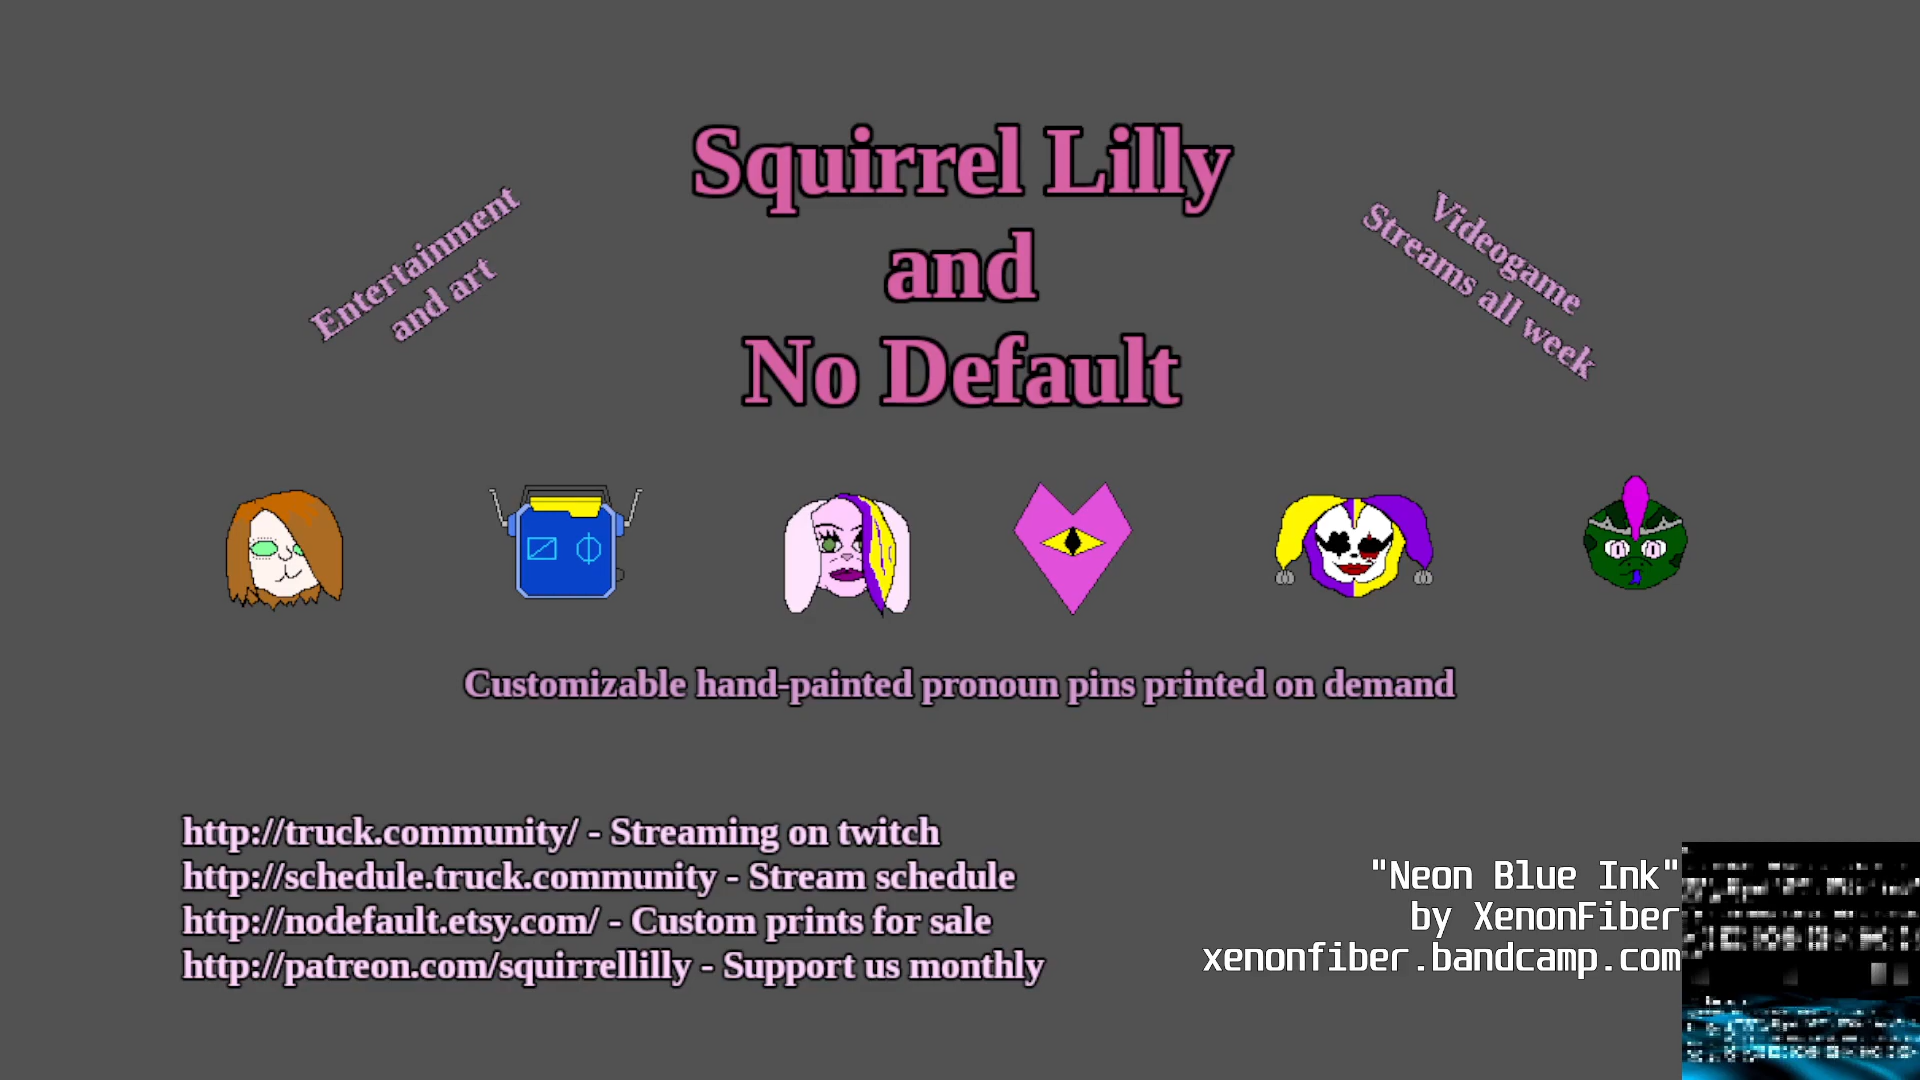 Squirrel Lilly
and
No Default
Entertainment
and art
Videogame
Streams all week
Customizable hand-painted pronoun pins printed on demand
http://truck.community/ - Streaming on twitch
http://schedule.truck.community - Stream schedule
http://nodefault.etsy.com/ - Custom prints for sale
http://patreon.com/squirrellilly - Support us monthly
"Neon Blue Ink"
by XenonFiber
xenonfiber.bandcamp.com